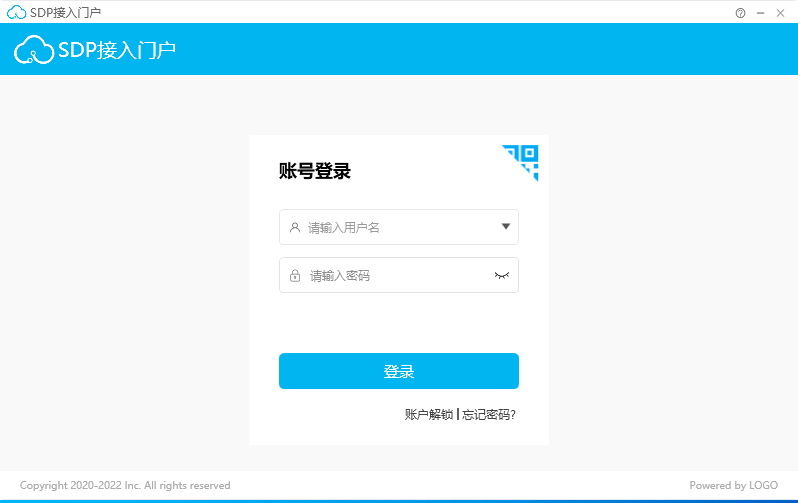 SDP接入门户
SDP接入门户
账号登录
请输入用户名
请输入密码
登录
账户解锁 | 忘记密码?
Copyright 2020-2022 Inc. All rights reserved
Powered by LOGO